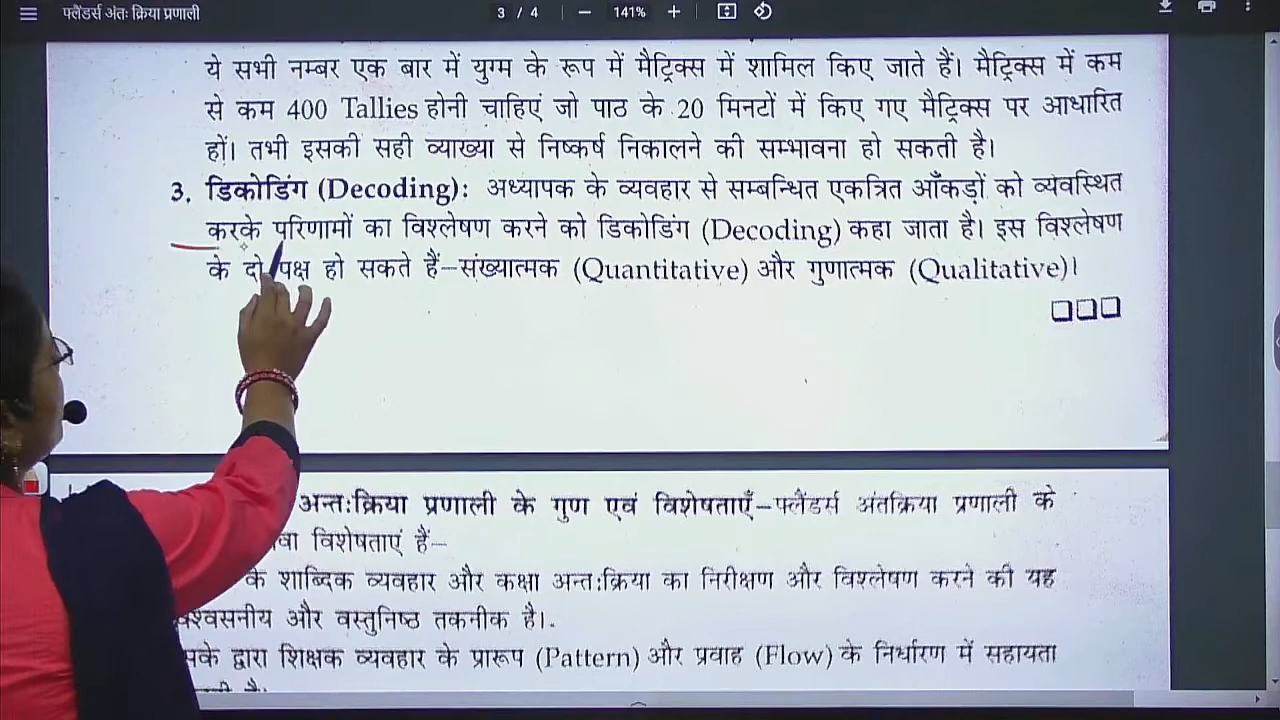 फ्लैंडर्स अंतः क्रिया प्रणाली
3 / 4
141%
ये सभी नम्बर एक बार में युग्म के रूप में मैट्रिक्स में शामिल किए जाते हैं। मैट्रिक्स में कम
से कम 400 Tallies होनी चाहिएं जो पाठ के 20 मिनटों में किए गए मैट्रिक्स पर आधारित
हों। तभी इसकी सही व्याख्या से निष्कर्ष निकालने की सम्भावना हो सकती है।
3. डिकोडिंग (Decoding): अध्यापक के व्यवहार से सम्बन्धित एकत्रित आँकड़ों को व्यवस्थित
करके परिणामों का विश्लेषण करने को डिकोडिंग (Decoding) कहा जाता है। इस विश्लेषण
के दो पक्ष हो सकते हैं–संख्यात्मक (Quantitative) और गुणात्मक (Qualitative)।
अन्त:क्रिया प्रणाली के गुण एवं विशेषताएँ–फ्लैंडर्स अंतक्रिया प्रणाली के
विशेषताएं हैं–
के शाब्दिक व्यवहार और कक्षा अन्त:क्रिया का निरीक्षण और विश्लेषण करने की यह
और वस्तुनिष्ठ तकनीक है।
द्वारा शिक्षक व्यवहार के प्रारूप (Pattern) और प्रवाह (Flow) के निर्धारण में सहायता